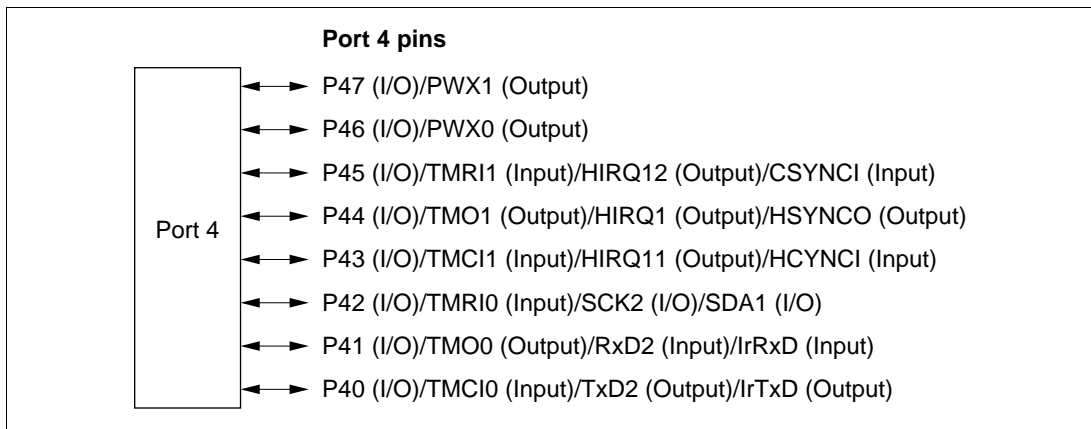 Port 4 pins
P47 (I/O)/PWX1 (Output)
P46 (I/O)/PWX0 (Output)
P45 (I/O)/TMRI1 (Input)/HIRQ12 (Output)/CSYNCI (Input)
Port 4
P44 (I/O)/TMO1 (Output)/HIRQ1 (Output)/HSYNCO (Output)
P43 (I/O)/TMCI1 (Input)/HIRQ11 (Output)/HCYNCI (Input)
P42 (I/O)/TMRI0 (Input)/SCK2 (I/O)/SDA1 (I/O)
P41 (I/O)/TMO0 (Output)/RxD2 (Input)/IrRxD (Input)
P40 (I/O)/TMCI0 (Input)/TxD2 (Output)/IrTxD (Output)